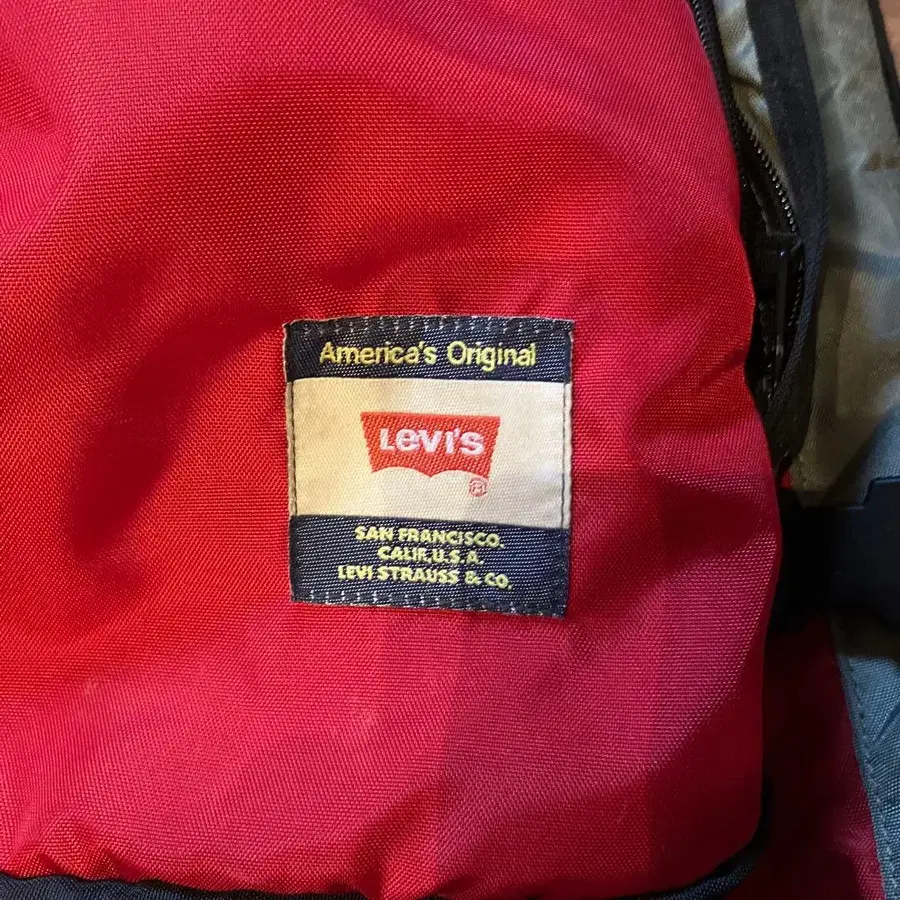 America's Original
Levi's
®
SAN FRANCISCO.
CALIF. U.S.A.
LEVI STRAUSS & CO.